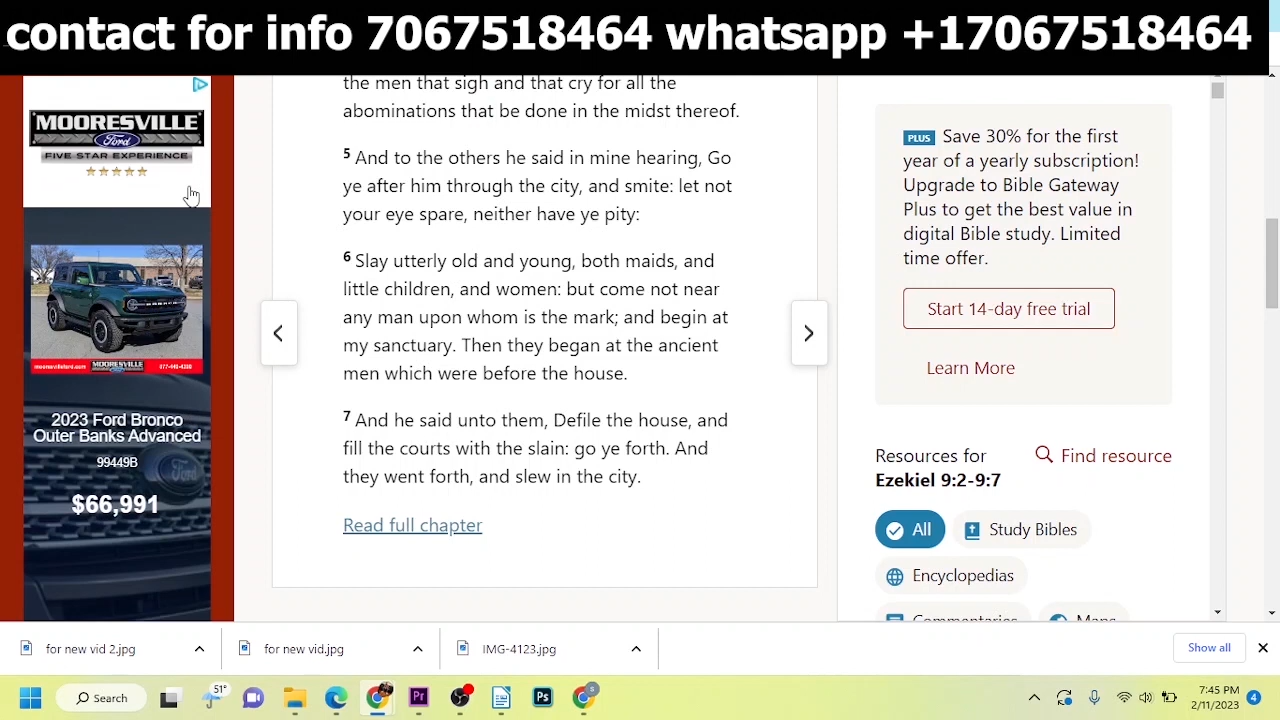 contact for info 7067518464 whatsapp +17067518464
MOORESVILLE
Ford
FIVE STAR EXPERIENCE
mooresvilleford.com MOORESVILLE
2023 Ford Bronco
Outer Banks Advanced
99449B
$66,991
the men that sigh and that cry for all the
abominations that be done in the midst thereof.
5 And to the others he said in mine hearing, Go
ye after him through the city, and smite: let not
your eye spare, neither have ye pity:
6 Slay utterly old and young, both maids, and
little children, and women: but come not near
any man upon whom is the mark; and begin at
my sanctuary. Then they began at the ancient
men which were before the house.
7 And he said unto them, Defile the house, and
fill the courts with the slain: go ye forth. And
they went forth, and slew in the city.
Read full chapter
PLUS Save 30% for the first
year of a yearly subscription!
Upgrade to Bible Gateway
Plus to get the best value in
digital Bible study. Limited
time offer.
Start 14-day free trial
Learn More
Resources for
Ezekiel 9:2-9:7
Find resource
All
Study Bibles
Encyclopedias
Commentaries
Maps
for new vid 2.jpg
for new vid.jpg
IMG-4123.jpg
Show all
Search
51°
Pr
Ps
S
7:45 PM
2/11/2023
4